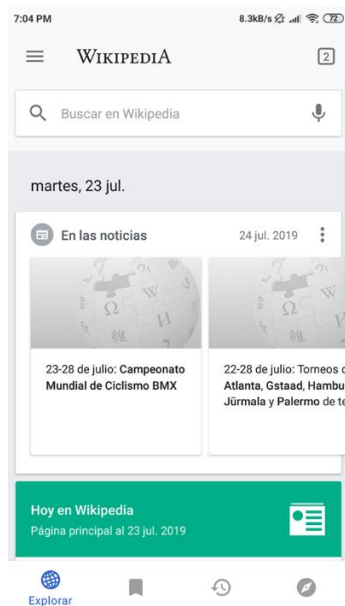 7:04 PM 8.3kB/s 72
WIKIPEDIA
2
Buscar en Wikipedia
martes, 23 jul.
En las noticias 24 jul. 2019
23-28 de julio: Campeonato
Mundial de Ciclismo BMX
22-28 de julio: Torneos
Atlanta, Gstaad, Hambu
Jūrmala y Palermo de te
Hoy en Wikipedia
Página principal al 23 jul. 2019
Explorar